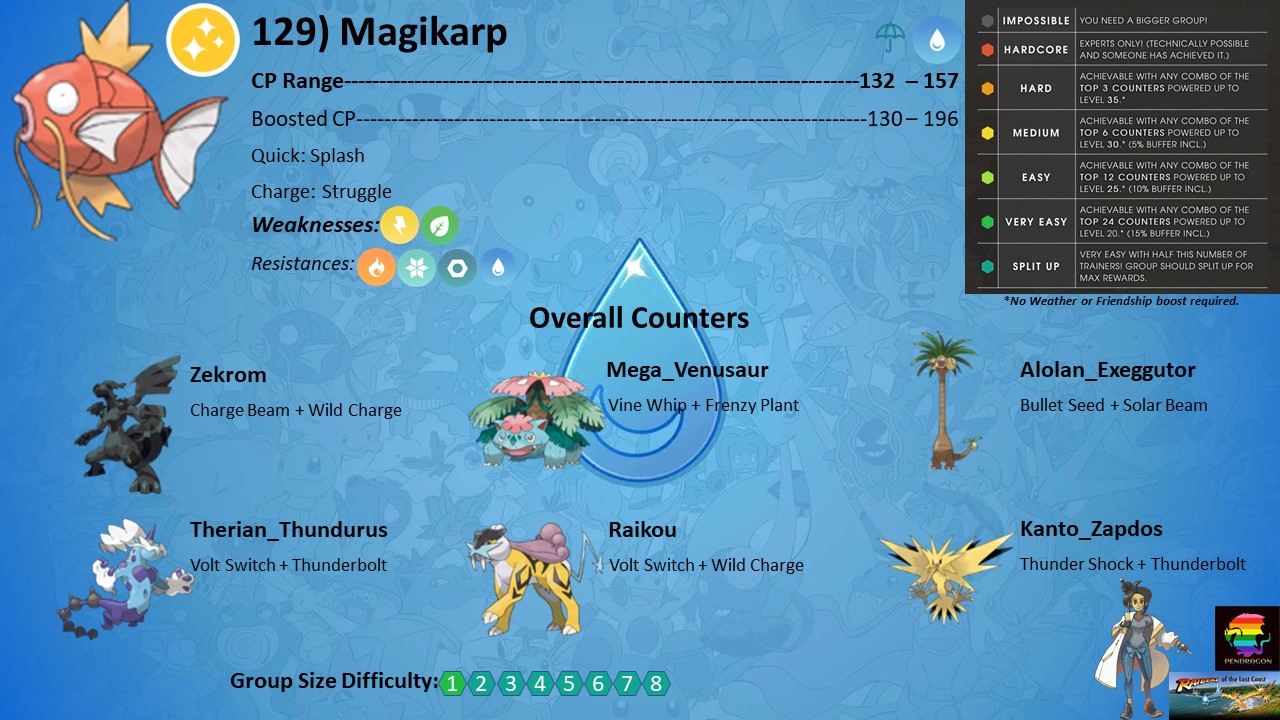 129) Magikarp
CP Range-----------------------------------------------------------------132 – 157
Boosted CP-----------------------------------------------------------------130 – 196
Quick: Splash
Charge: Struggle
Weaknesses:
Resistances:
IMPOSSIBLE YOU NEED A BIGGER GROUP!
HARDCORE EXPERTS ONLY! (TECHNICALLY POSSIBLE
AND SOMEONE HAS ACHIEVED IT.)
HARD ACHIEVABLE WITH ANY COMBO OF THE
TOP 3 COUNTERS POWERED UP TO
LEVEL 35.*
MEDIUM ACHIEVABLE WITH ANY COMBO OF THE
TOP 6 COUNTERS POWERED UP TO
LEVEL 30.* (5% BUFFER INCL.)
EASY ACHIEVABLE WITH ANY COMBO OF THE
TOP 12 COUNTERS POWERED UP TO
LEVEL 25.* (10% BUFFER INCL.)
VERY EASY ACHIEVABLE WITH ANY COMBO OF THE
TOP 24 COUNTERS POWERED UP TO
LEVEL 20.* (15% BUFFER INCL.)
SPLIT UP VERY EASY WITH HALF THIS NUMBER OF
TRAINERS! GROUP SHOULD SPLIT UP FOR
MAX REWARDS.
*No Weather or Friendship boost required.
Overall Counters
Zekrom
Charge Beam + Wild Charge
Mega_Venusaur
Vine Whip + Frenzy Plant
Alolan_Exeggutor
Bullet Seed + Solar Beam
Therian_Thundurus
Volt Switch + Thunderbolt
Raikou
Volt Switch + Wild Charge
Kanto_Zapdos
Thunder Shock + Thunderbolt
Group Size Difficulty: 1 2 3 4 5 6 7 8
PENDRAGON
RAIDERS of the Lost Coast